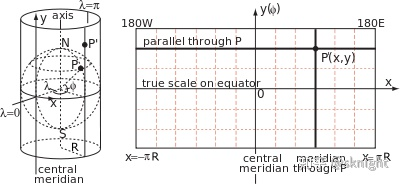 λ=π
axis
y
N
P'
P
λ
φ
x
λ=0
S
R
central
meridian
180W
y(φ)
180E
parallel through P
P'(x,y)
true scale on equator
x
0
x=-πR
central
meridian
meridian
through P
x=πR